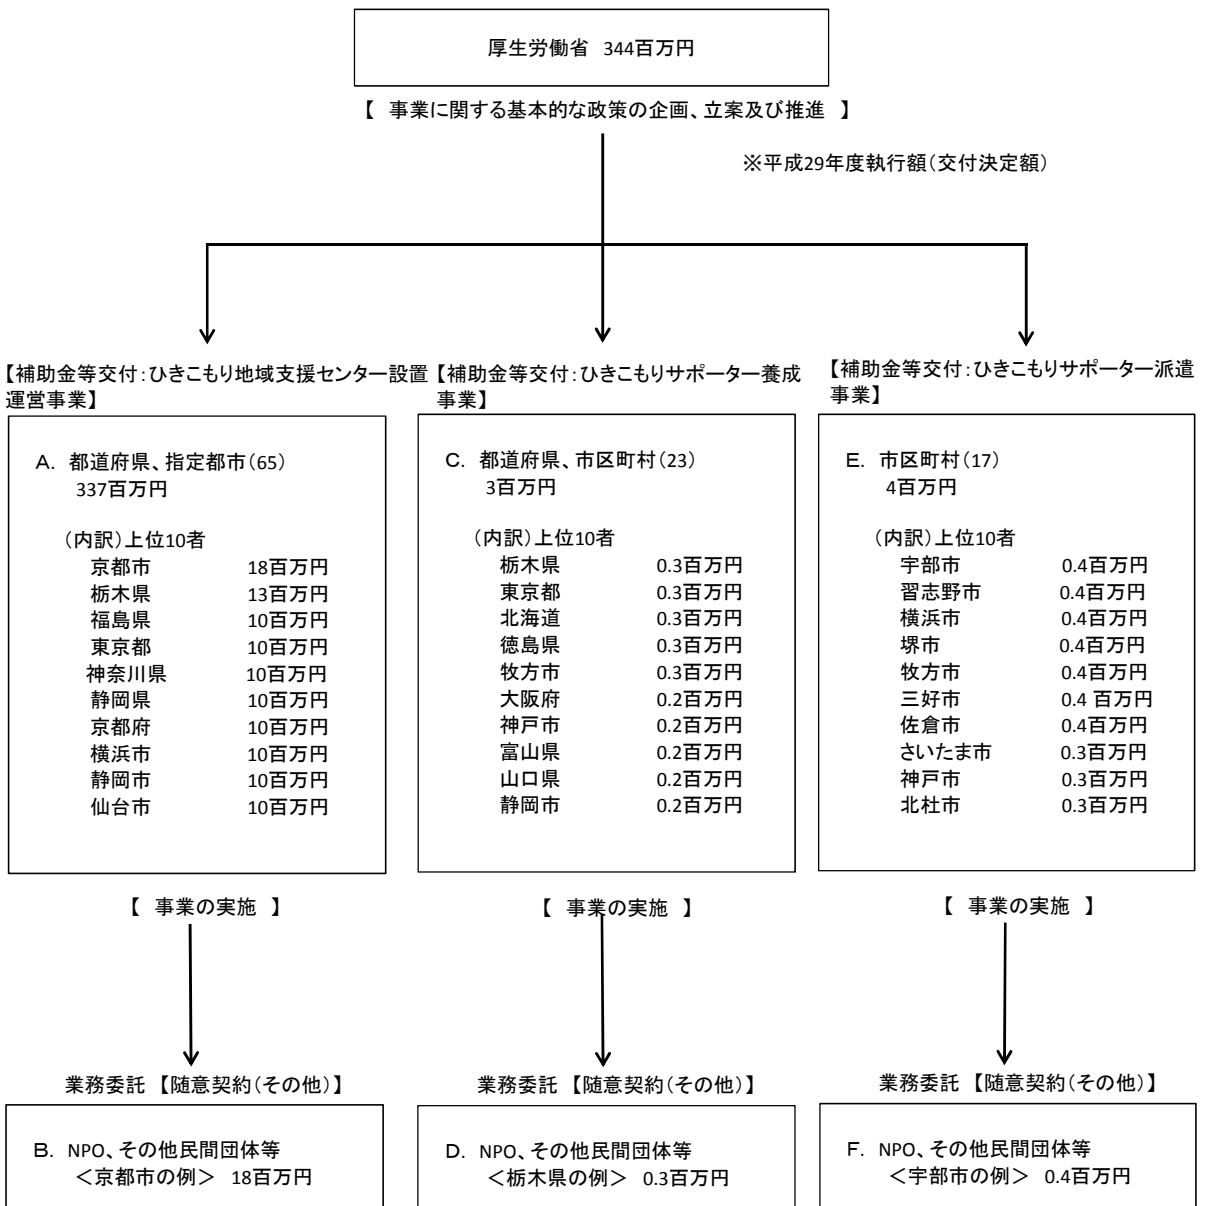 厚生労働省 344百万円
【 事業に関する基本的な政策の企画、立案及び推進 】
※平成29年度執行額（交付決定額）
【補助金等交付：ひきこもり地域支援センター設置
運営事業】
A. 都道府県、指定都市（65）
337百万円
（内訳）上位10者
京都市 18百万円
栃木県 13百万円
福島県 10百万円
東京都 10百万円
神奈川県 10百万円
静岡県 10百万円
京都府 10百万円
横浜市 10百万円
静岡市 10百万円
仙台市 10百万円
【 事業の実施 】
業務委託 【随意契約（その他）】
B. NPO、その他民間団体等
＜京都市の例＞ 18百万円
【補助金等交付：ひきこもりサポーター養成
事業】
C. 都道府県、市区町村（23）
3百万円
（内訳）上位10者
栃木県 0.3百万円
東京都 0.3百万円
北海道 0.3百万円
徳島県 0.3百万円
牧方市 0.3百万円
大阪府 0.2百万円
神戸市 0.2百万円
富山県 0.2百万円
山口県 0.2百万円
静岡市 0.2百万円
【 事業の実施 】
業務委託 【随意契約（その他）】
D. NPO、その他民間団体等
＜栃木県の例＞ 0.3百万円
【補助金等交付：ひきこもりサポーター派遣
事業】
E. 市区町村（17）
4百万円
（内訳）上位10者
宇部市 0.4百万円
習志野市 0.4百万円
横浜市 0.4百万円
堺市 0.4百万円
牧方市 0.4百万円
三好市 0.4 百万円
佐倉市 0.4百万円
さいたま市 0.3百万円
神戸市 0.3百万円
北杜市 0.3百万円
【 事業の実施 】
業務委託 【随意契約（その他）】
F. NPO、その他民間団体等
＜宇部市の例＞ 0.4百万円